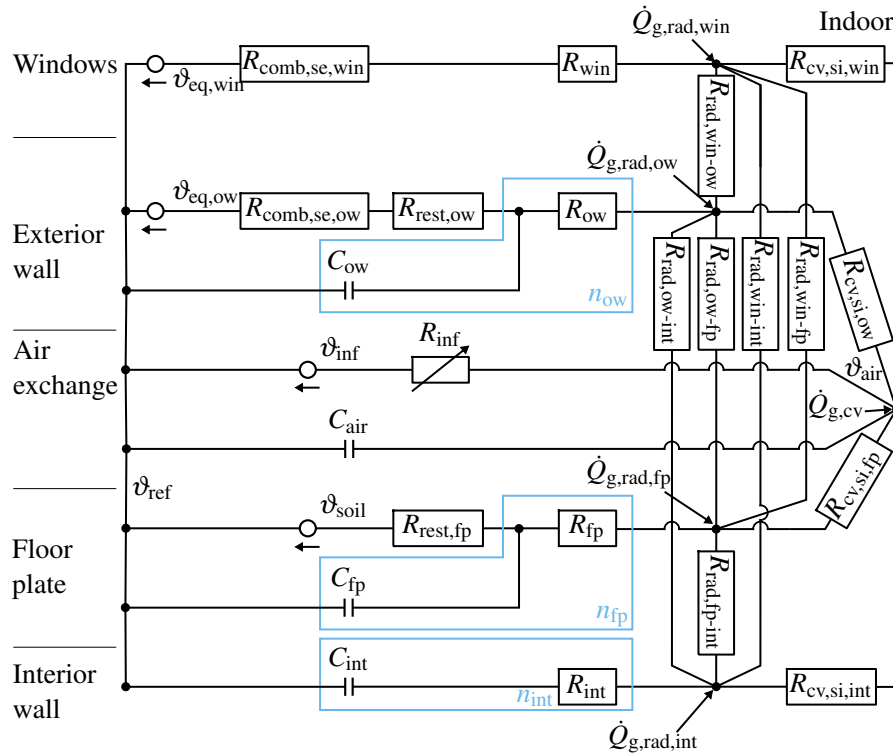 Q̇g,rad,win
Indoor
Windows
ϑeq,win
Rcomb,se,win
Rwin
Rcv,si,win
Rrad,win-ow
Q̇g,rad,ow
ϑeq,ow
Rcomb,se,ow
Rrest,ow
Row
Exterior
wall
Cow
now
Rrad,ow-int
Rrad,ow-fp
Rrad,win-int
Rrad,win-fp
Rcv,si,ow
Air
exchange
ϑinf
Rinf
ϑair
Q̇g,cv
Cair
ϑref
Q̇g,rad,fp
Rcv,si,fp
ϑsoil
Rrest,fp
Rfp
Floor
plate
Cfp
nfp
Rrad,fp-int
Interior
wall
Cint
nint
Rint
Rcv,si,int
Q̇g,rad,int